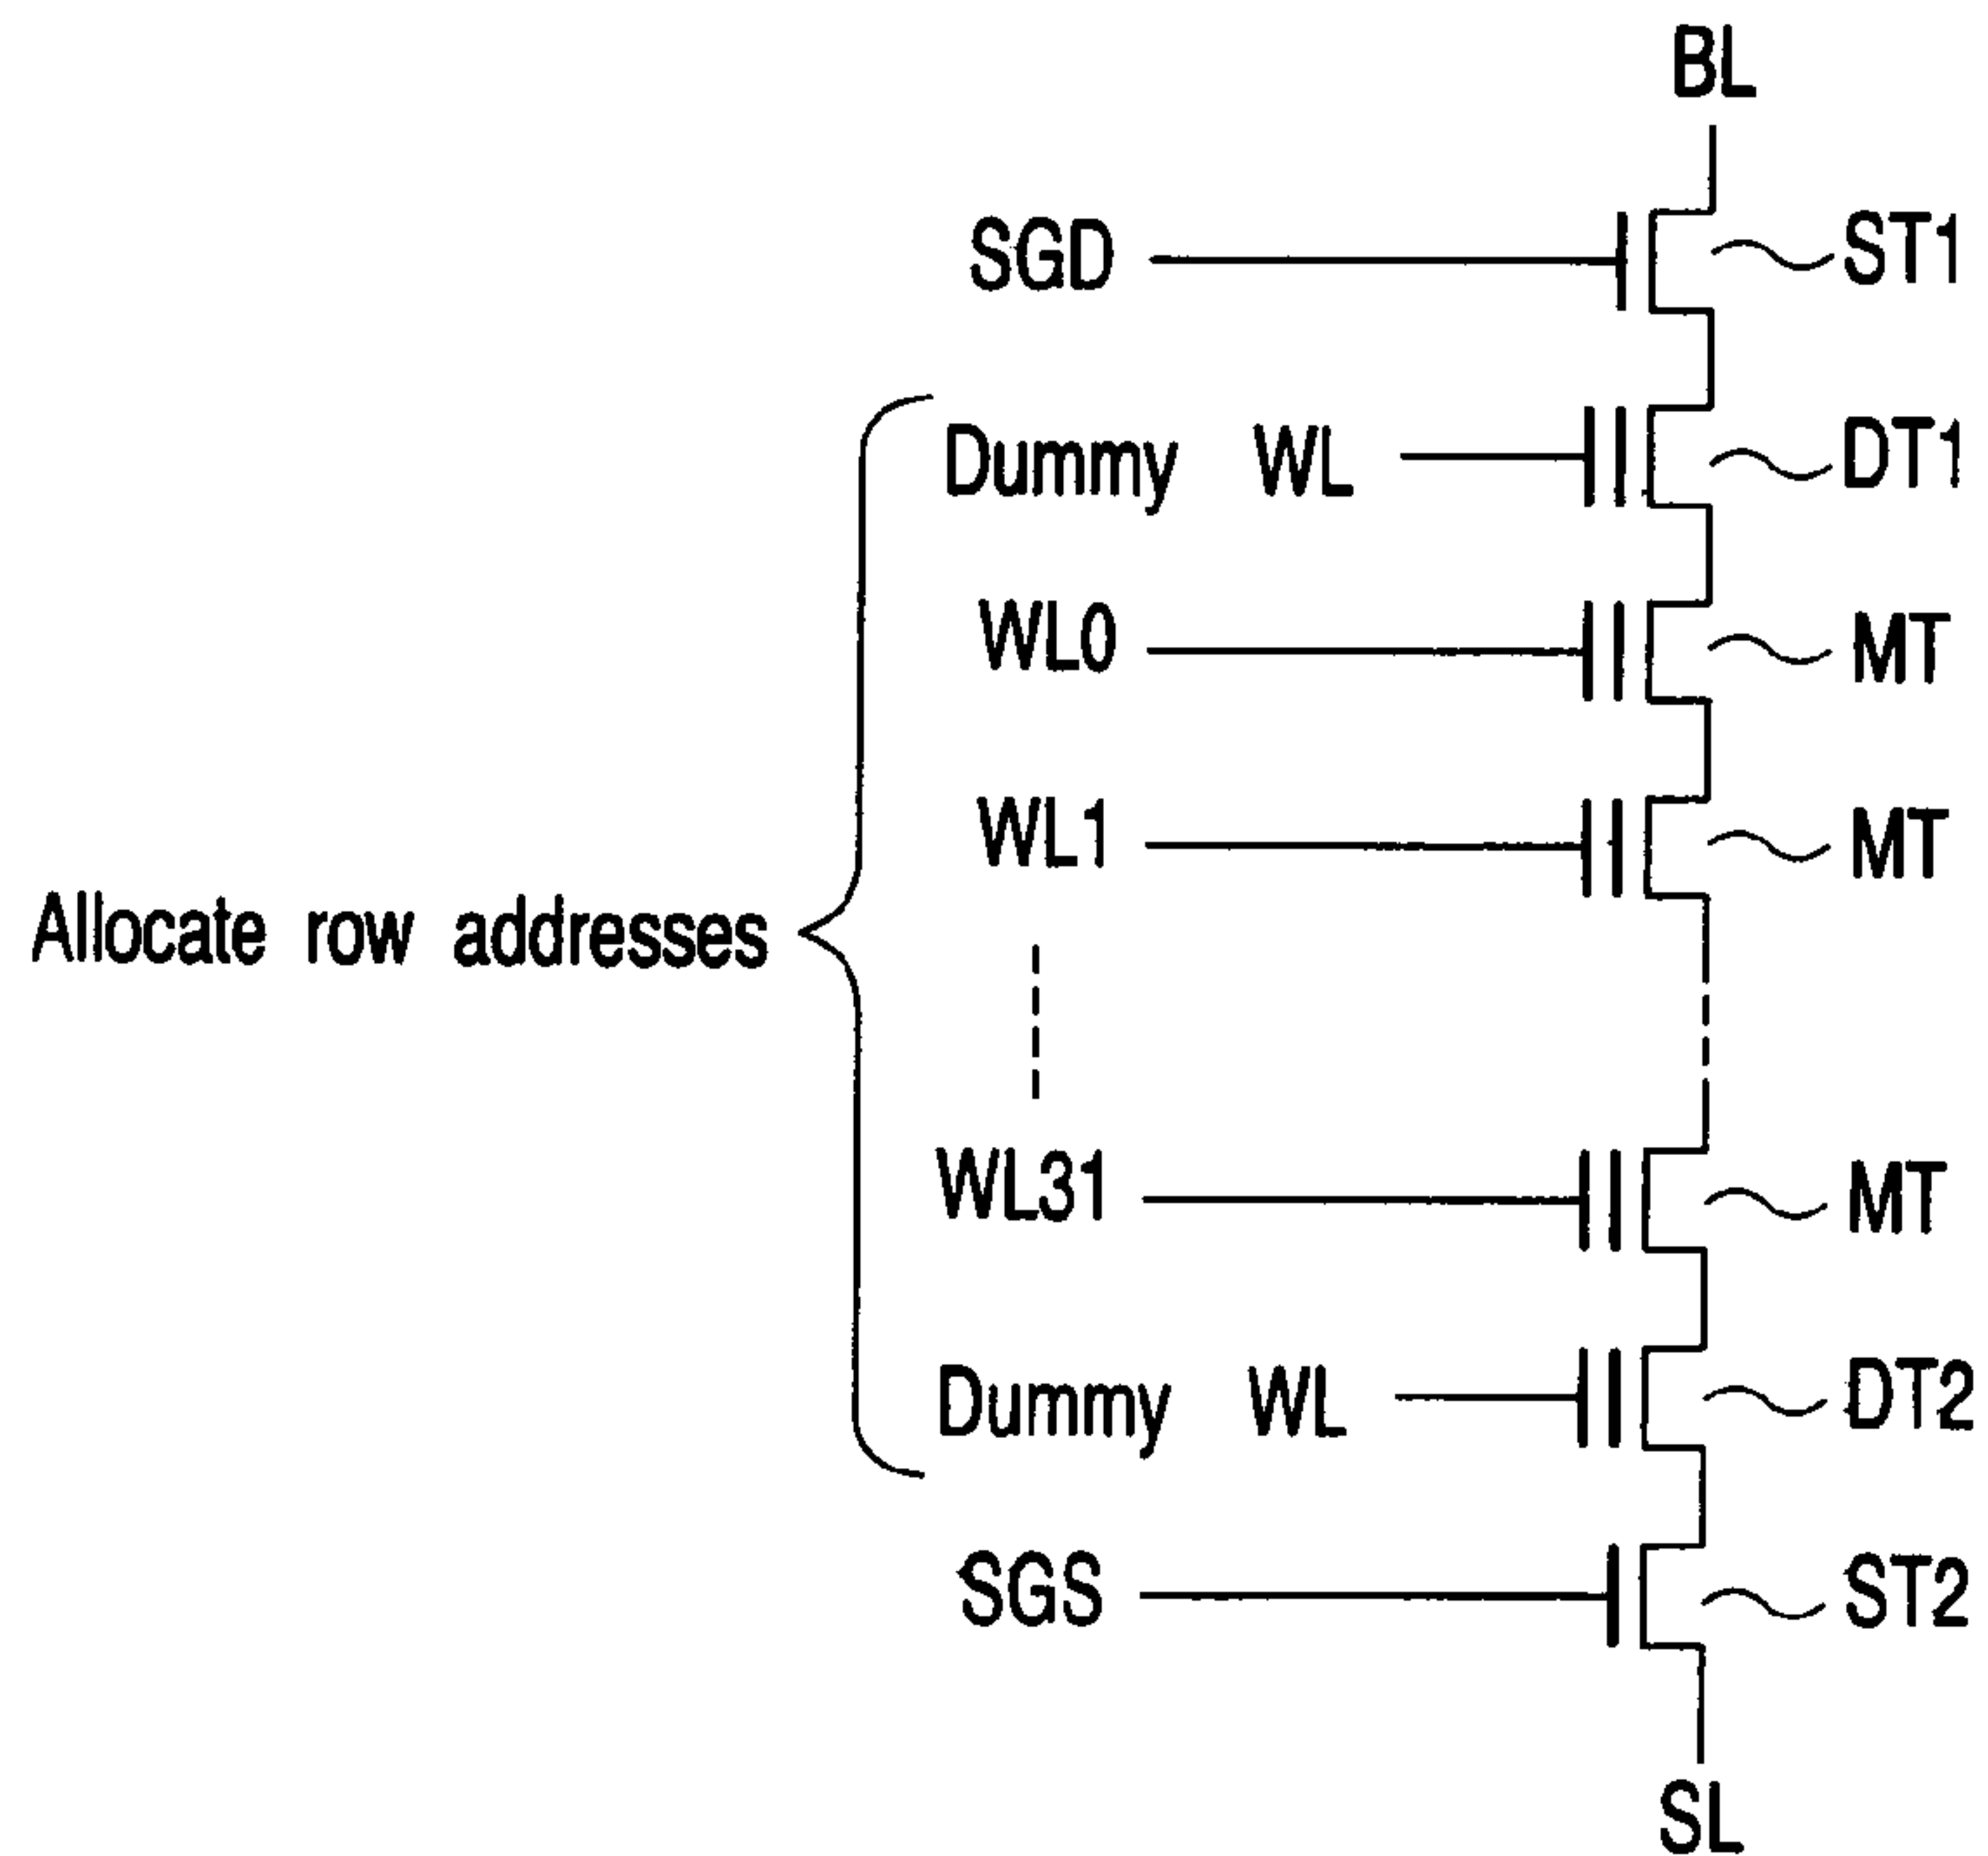 BL
SGD ST1
Dummy WL DT1
WL0 MT
WL1 MT
Allocate row addresses
WL31 MT
Dummy WL DT2
SGS ST2
SL